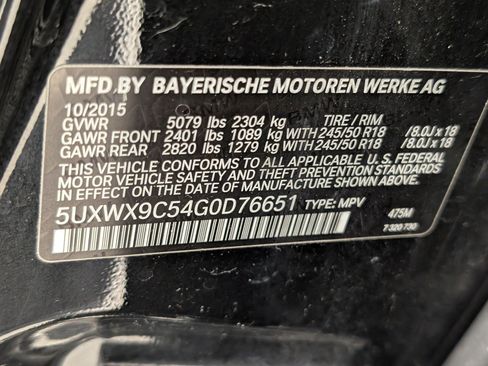 MFD.BY BAYERISCHE MOTOREN WERKE AG
10/2015
GVWR 5079 lbs 2304 kg TIRE / RIM
GAWR FRONT 2401 lbs 1089 kg WITH 245/50 R18 /8.0J x 18
GAWR REAR 2820 lbs 1279 kg WITH 245/50 R18 /8.0J x 18
THIS VEHICLE CONFORMS TO ALL APPLICABLE U.S. FEDERAL
MOTOR VEHICLE SAFETY AND THEFT PREVENTION STANDARDS
IN EFFECT ON THE DATE OF MANUFACTURE SHOWN ABOVE.
5UXWX9C54G0D76651 TYPE: MPV 475M
7 320 730